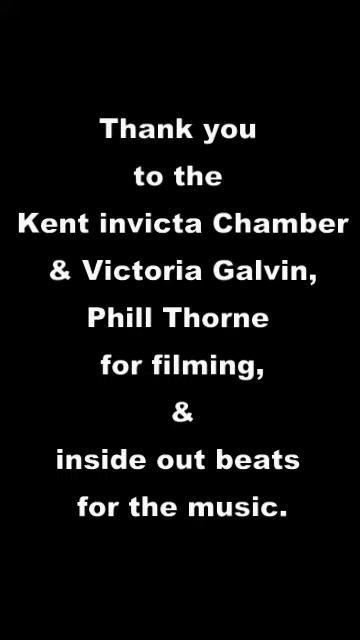 Thank you
to the
Kent invicta Chamber
& Victoria Galvin,
Phill Thorne
for filming,
&
inside out beats
for the music.